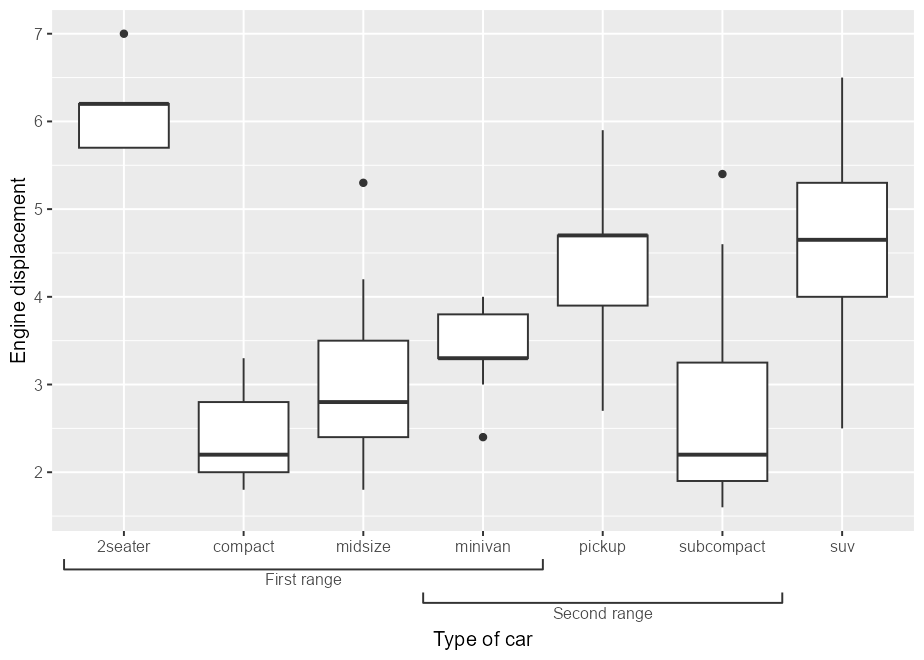 7
6
5
4
3
2
Engine displacement
2seater compact midsize minivan pickup subcompact suv
First range
Second range
Type of car